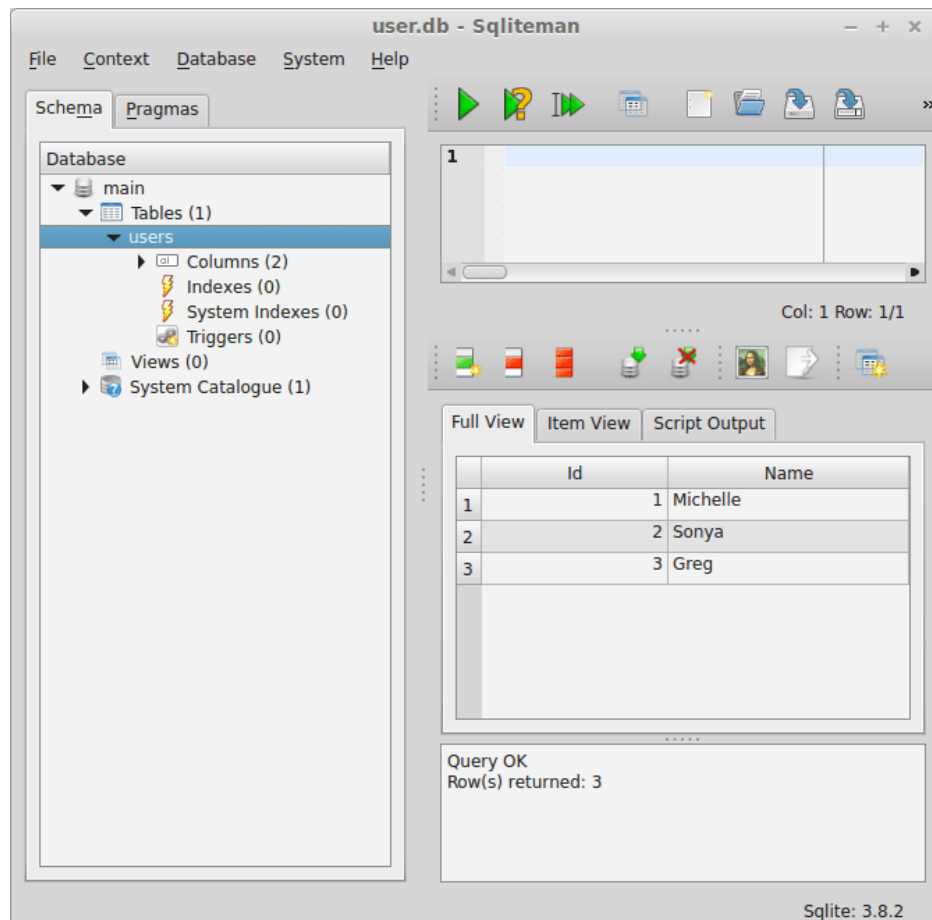 user.db - Sqliteman
File Context Database System Help
Schema Pragmas
Database
main
Tables (1)
users
Columns (2)
Indexes (0)
System Indexes (0)
Triggers (0)
Views (0)
System Catalogue (1)
1
Col: 1 Row: 1/1
Full View Item View Script Output
Id Name
1 1 Michelle
2 2 Sonya
3 3 Greg
Query OK
Row(s) returned: 3
Sqlite: 3.8.2